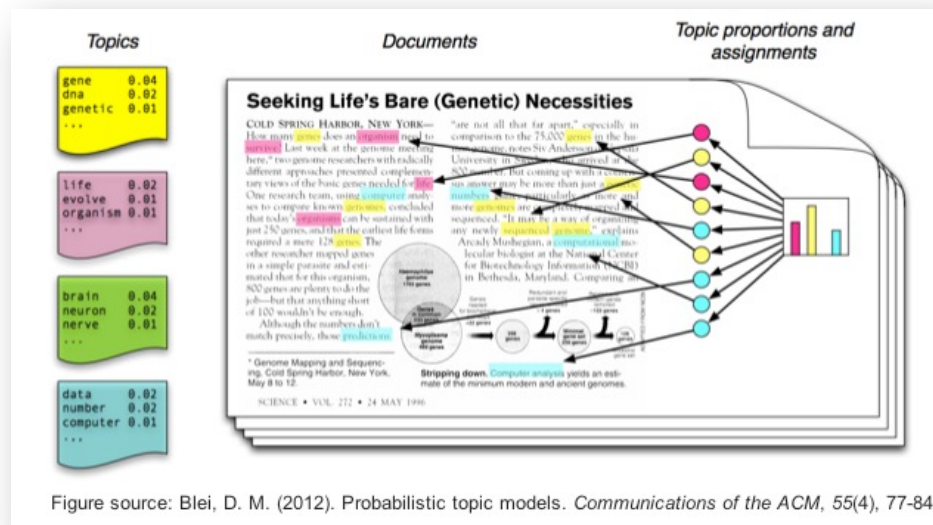 Topics
Documents
Topic proportions and
assignments
gene 0.04
dna 0.02
genetic 0.01
...
life 0.02
evolve 0.01
organism 0.01
...
brain 0.04
neuron 0.02
nerve 0.01
...
data 0.02
number 0.02
computer 0.01
...
Seeking Life's Bare (Genetic) Necessities
COLD SPRING HARBOR, NEW YORK—
How many genes does an organism need to
survive? Last week at the genome meeting
here,* two genome researchers with radically
different approaches presented complemen-
tary views of the basic genes needed for life.
One research team, using computer analy-
ses to compare known genomes, concluded
that today's organisms can be sustained with
just 250 genes, and that the earliest life forms
required a mere 128 genes. The
other researcher mapped genes
in a simple parasite and esti-
mated that for this organism,
800 genes are plenty to do the
job—but that anything short
of 100 wouldn't be enough.
Although the numbers don't
match precisely, those predictions
* Genome Mapping and Sequenc-
ing, Cold Spring Harbor, New York,
May 8 to 12.
"are not all that far apart," especially in
comparison to the 75,000 genes in the hu-
genome, notes Siv Andersson
University in arrived at the
800 number. But coming up with a
sus answer may be more than just a
numbers particularly more and
more genomes are mapped and
sequenced. "It may be a way of organizing
any newly sequenced genome," explains
Arcady Mushegian, a computational mo-
lecular biologist at the National Center
for Biotechnology Information (NCBI)
in Bethesda, Maryland. Comparing
Haemophilus
genome
1703 genes
Mycoplasma
genome
genes
Stripping down. Computer analysis yields an esti-
mate of the minimum modern and ancient genomes.
SCIENCE • VOL. 272 • 24 MAY 1996
Figure source: Blei, D. M. (2012). Probabilistic topic models. Communications of the ACM, 55(4), 77-84